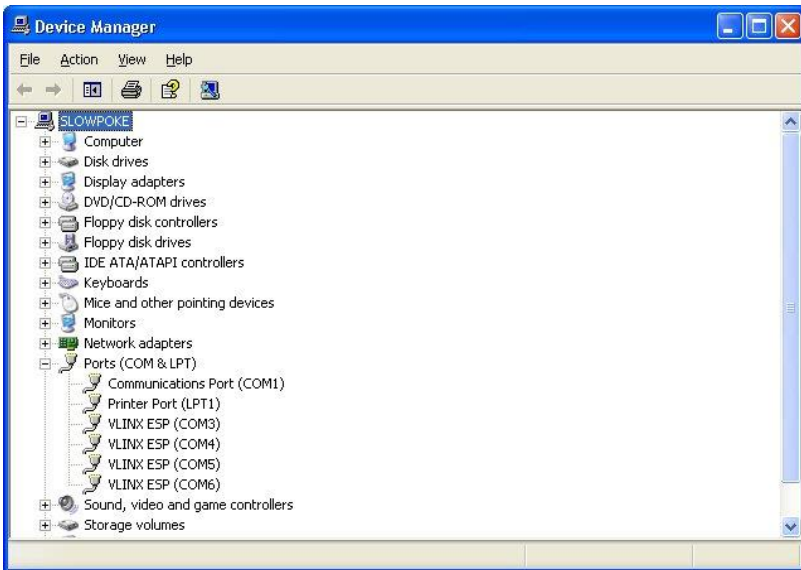 Device Manager
File Action View Help
SLOWPOKE
Computer
Disk drives
Display adapters
DVD/CD-ROM drives
Floppy disk controllers
Floppy disk drives
IDE ATA/ATAPI controllers
Keyboards
Mice and other pointing devices
Monitors
Network adapters
Ports (COM & LPT)
Communications Port (COM1)
Printer Port (LPT1)
VLINX ESP (COM3)
VLINX ESP (COM4)
VLINX ESP (COM5)
VLINX ESP (COM6)
Sound, video and game controllers
Storage volumes